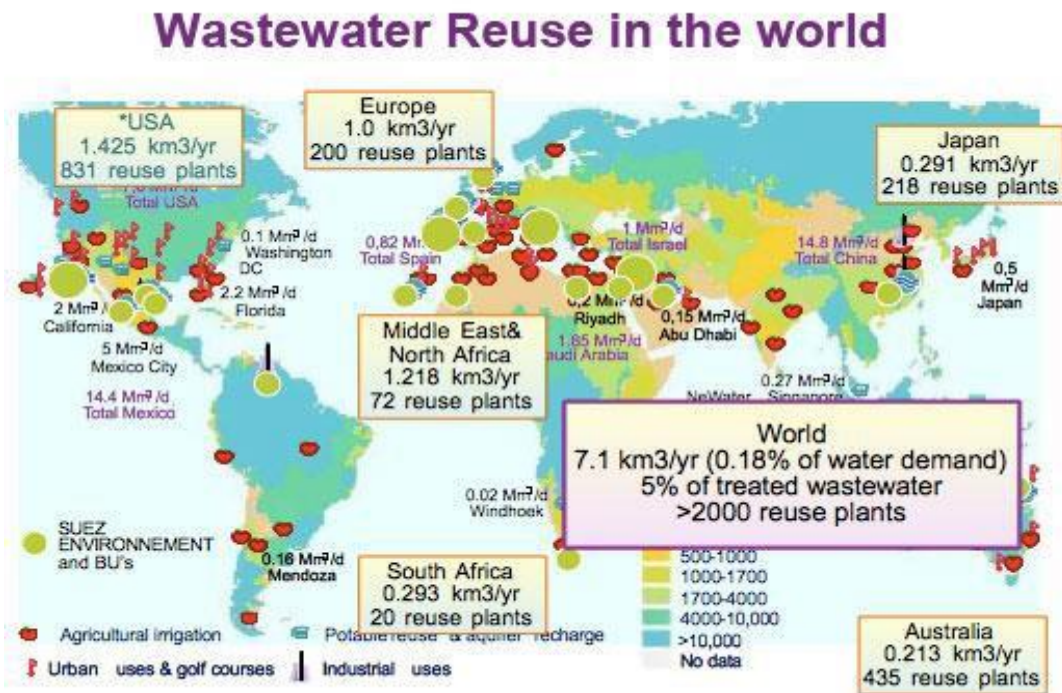 Wastewater Reuse in the world
*USA
1.425 km3/yr
831 reuse plants
Total USA
Europe
1.0 km3/yr
200 reuse plants
Japan
0.291 km3/yr
218 reuse plants
0.1 Mm³/d
Washington
DC
2.2 Mm³/d
Florida
2 Mm³/d
California
5 Mm³/d
Mexico City
14.4 Mm³/d
Total Mexico
0,82
Total Spain
1 Mm³/d
Total Israel
14.8 Mm³/d
Total China
0,5
Mm³/d
Japan
0,2 Mm³/d
Riyadh
0,15 Mm³/d
Abu Dhabi
1.85 Mm³/d
Middle East&
North Africa
1.218 km3/yr
72 reuse plants
0.27 Mm³/d
NeWater
World
7.1 km3/yr (0.18% of water demand)
5% of treated wastewater
>2000 reuse plants
0.02 Mm³/d
Windhoek
0.16 Mm³/d
Mendoza
SUEZ
ENVIRONNEMENT
and BU's
South Africa
0.293 km3/yr
20 reuse plants
500-1000
1000-1700
1700-4000
4000-10,000
>10,000
No data
Australia
0.213 km3/yr
435 reuse plants
Agricultural irrigation
Potable reuse & aquifer recharge
Urban uses & golf courses
Industrial uses